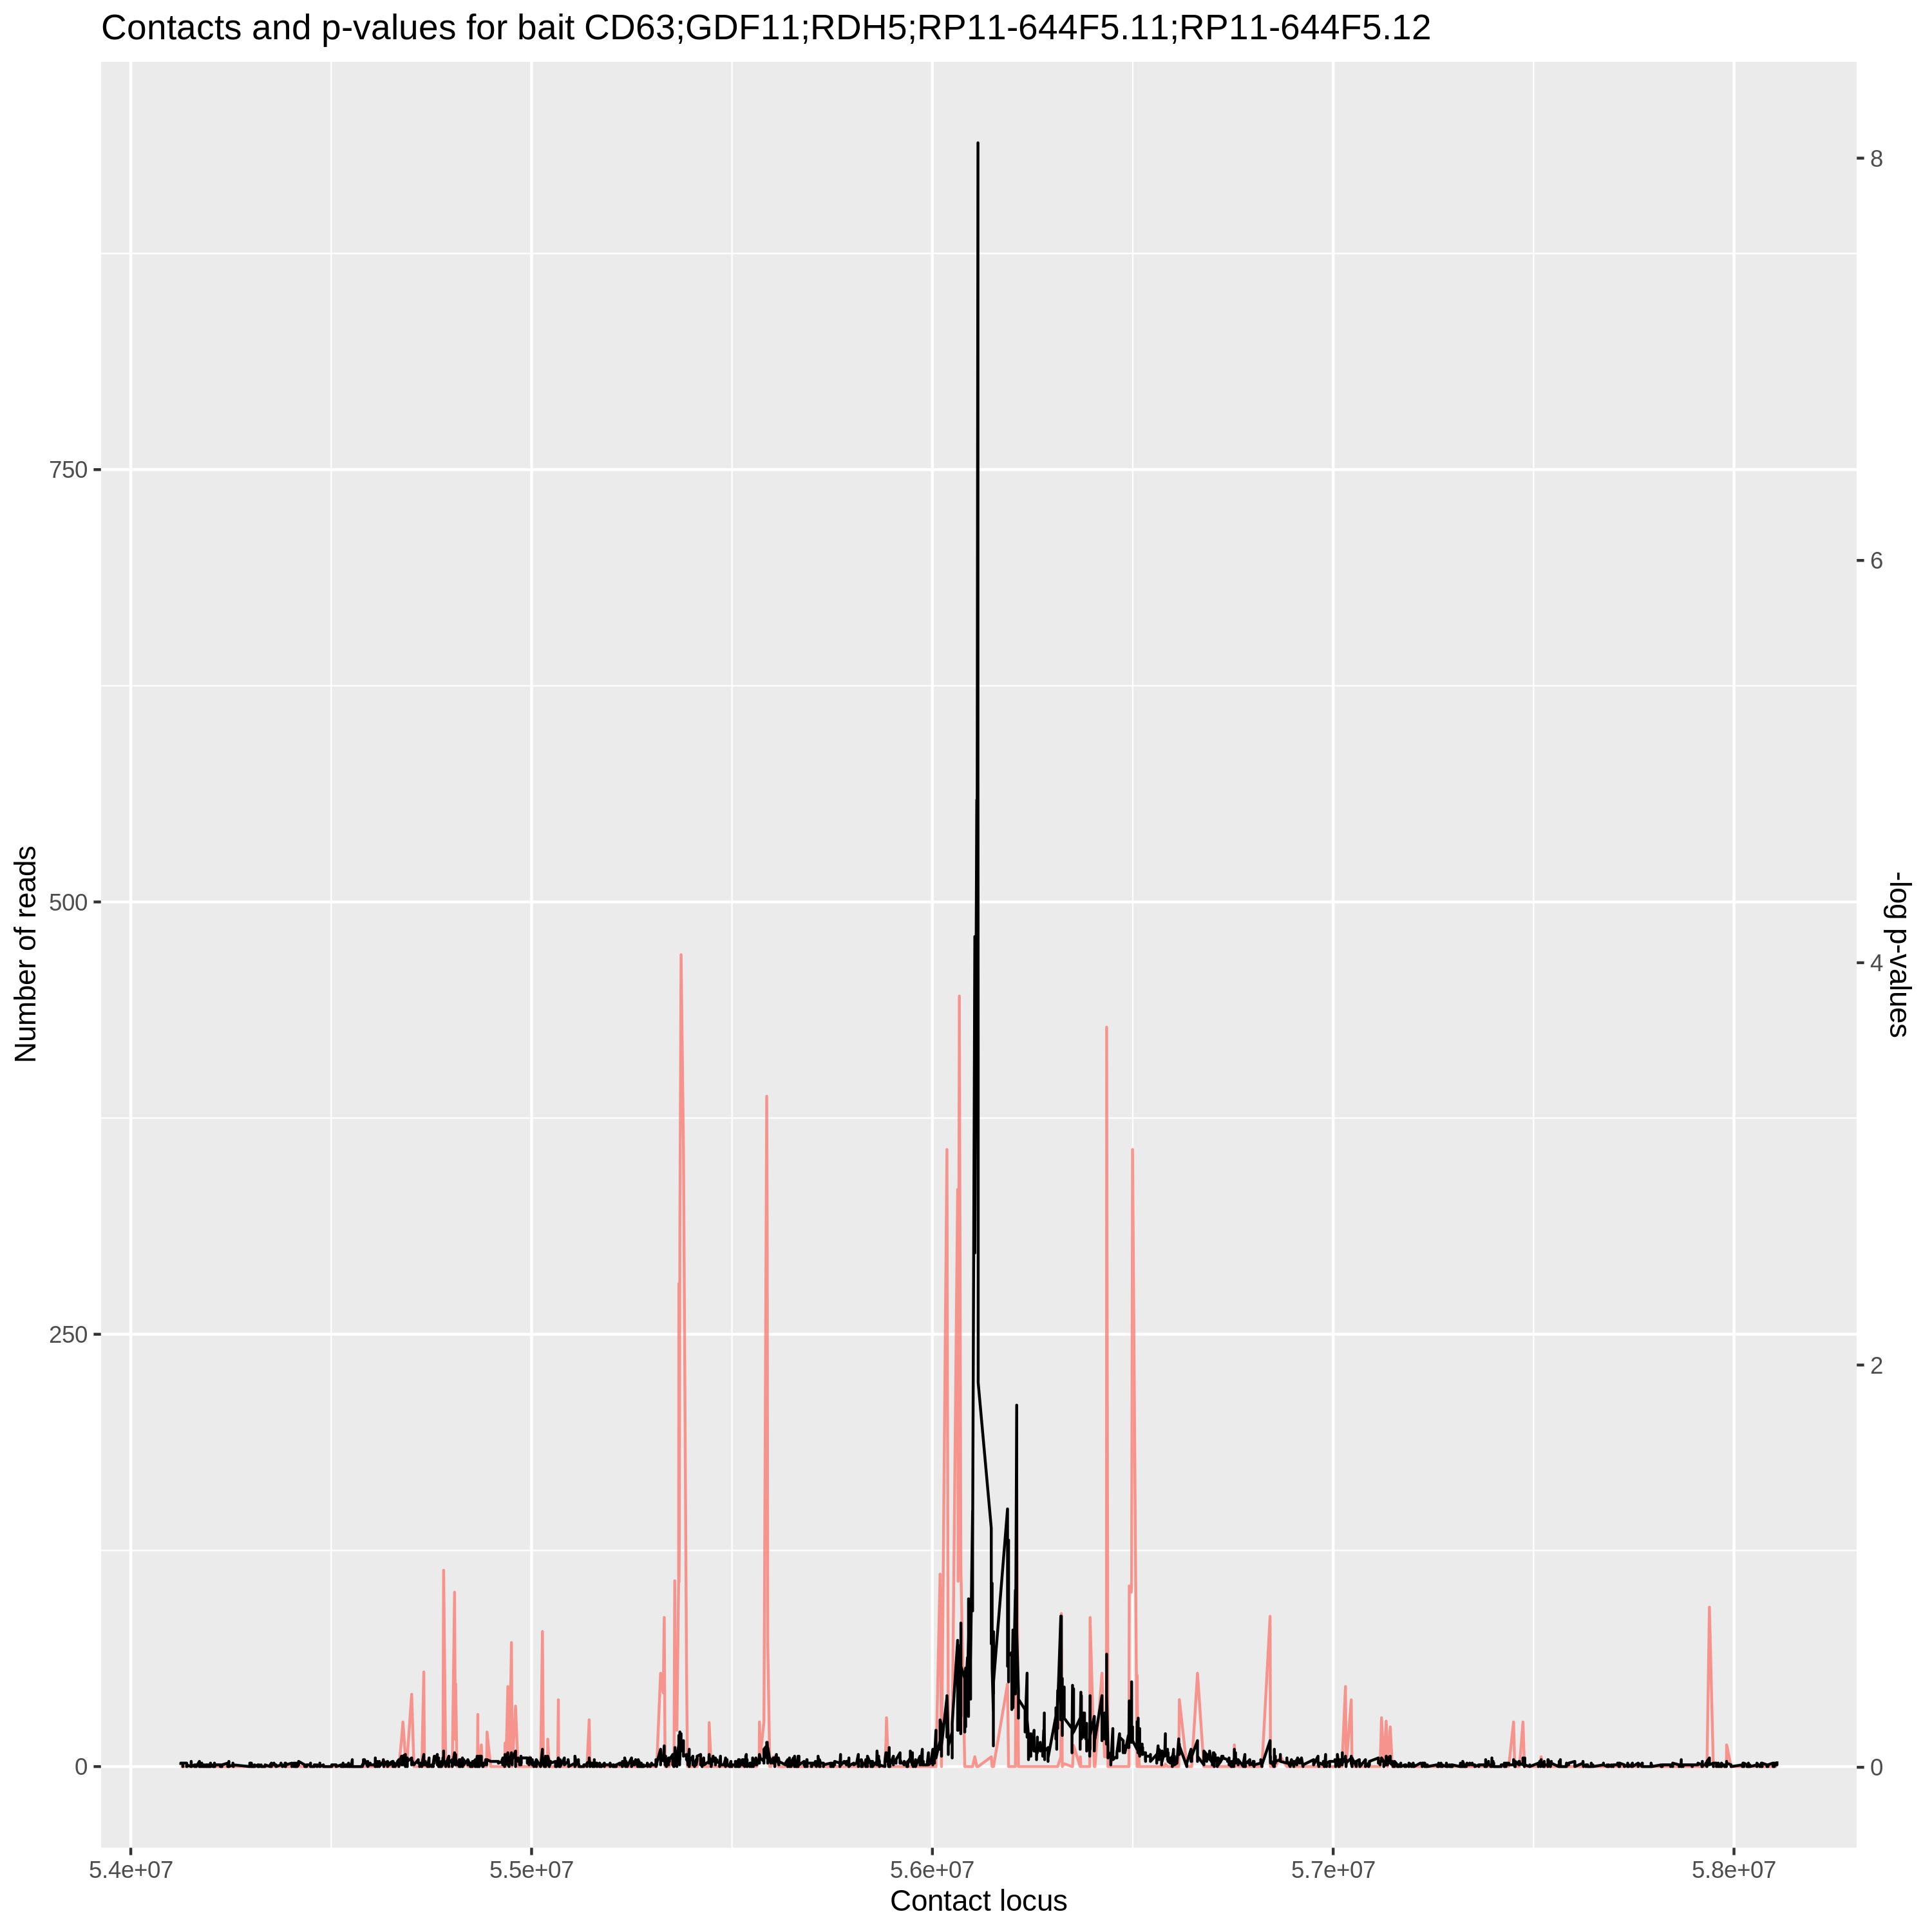 Contacts and p-values for bait CD63;GDF11;RDH5;RP11-644F5.11;RP11-644F5.12
Number of reads
750
500
250
0
8
6
4
2
0
-log p-values
5.4e+07
5.5e+07
5.6e+07
5.7e+07
5.8e+07
Contact locus